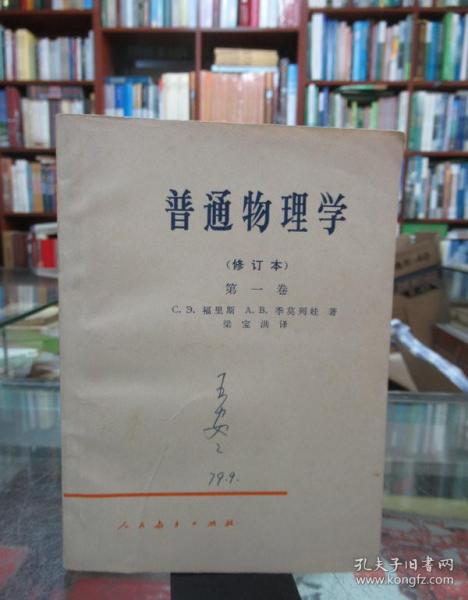 普通物理学
(修订本)
第一卷
С.Э.福里斯 А.В.季莫列娃 著
梁宝洪译
王
79.9.
人民教育出版社
孔夫子旧书网
www.kongfz.com